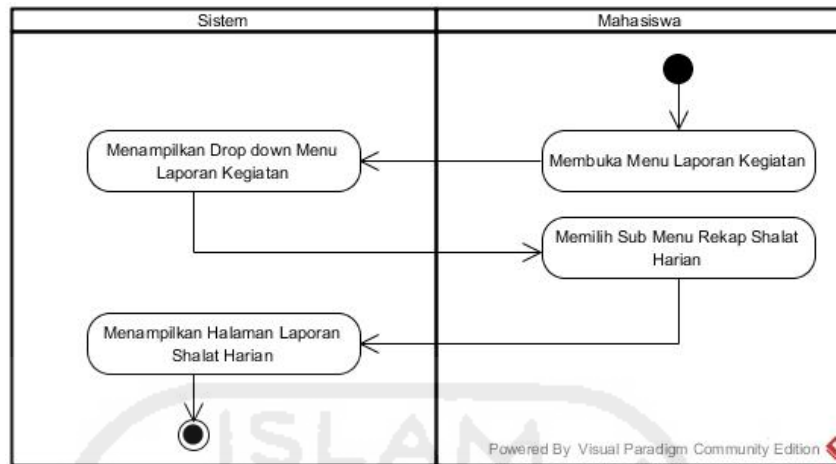 Sistem
Mahasiswa
Membuka Menu Laporan Kegiatan
Menampilkan Drop down Menu
Laporan Kegiatan
Memilih Sub Menu Rekap Shalat
Harian
Menampilkan Halaman Laporan
Shalat Harian
ISLAM
Powered By Visual Paradigm Community Edition